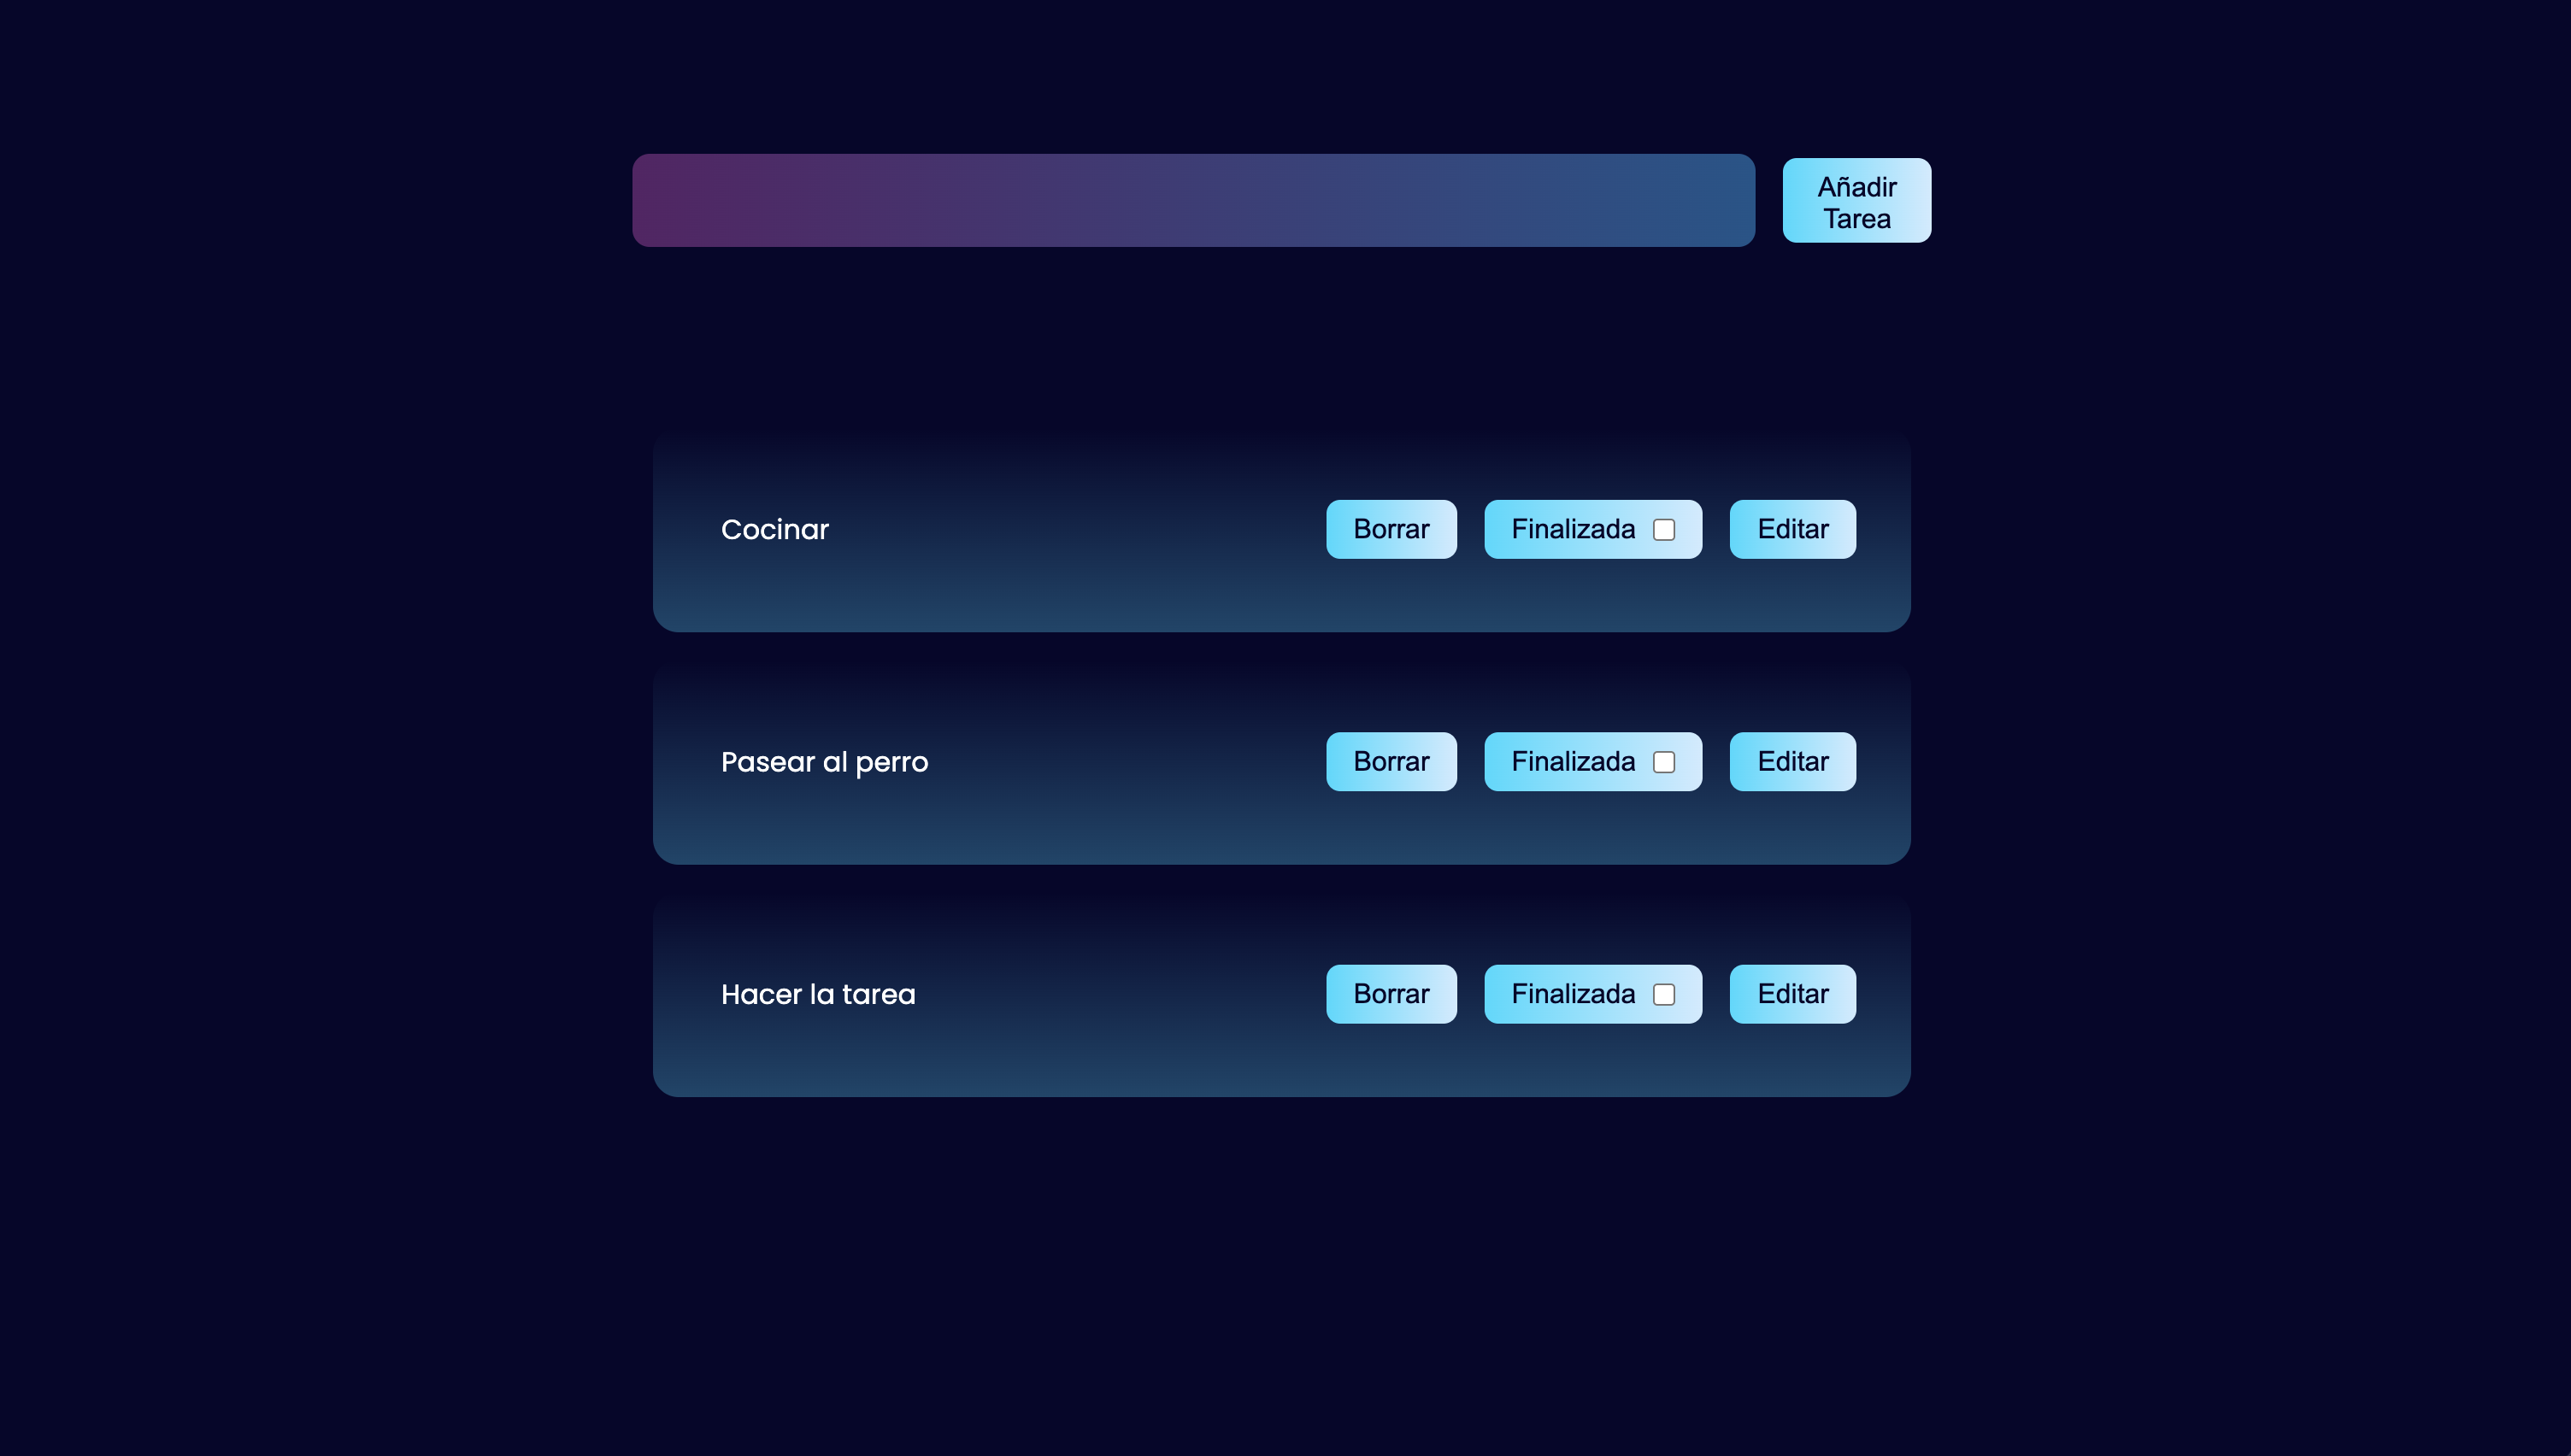 Añadir
Tarea
Cocinar Borrar Finalizada Editar
Pasear al perro Borrar Finalizada Editar
Hacer la tarea Borrar Finalizada Editar